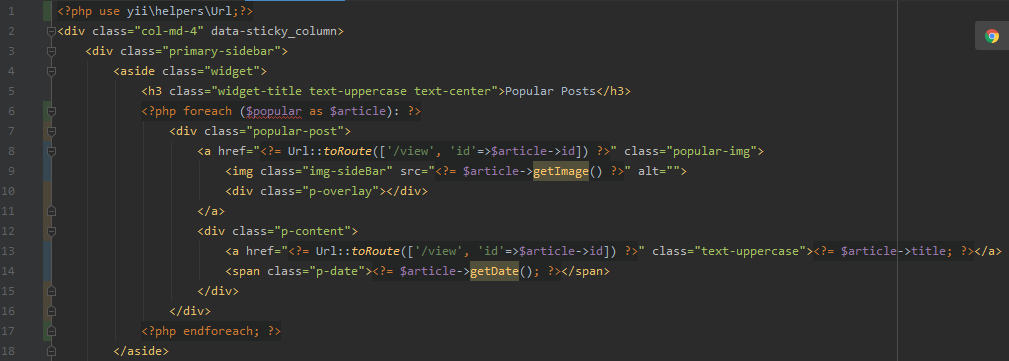 1 <?php use yii\helpers\Url;?>
2 <div class="col-md-4" data-sticky_column>
3 <div class="primary-sidebar">
4 <aside class="widget">
5 <h3 class="widget-title text-uppercase text-center">Popular Posts</h3>
6 <?php foreach ($popular as $article): ?>
7 <div class="popular-post">
8 <a href="<?= Url::toRoute(['/view', 'id'=>$article->id]) ?>" class="popular-img">
9 <img class="img-sideBar" src="<?= $article->getImage() ?>" alt="">
10 <div class="p-overlay"></div>
11 </a>
12 <div class="p-content">
13 <a href="<?= Url::toRoute(['/view', 'id'=>$article->id]) ?>" class="text-uppercase"><?= $article->title; ?></a>
14 <span class="p-date"><?= $article->getDate(); ?></span>
15 </div>
16 </div>
17 <?php endforeach; ?>
18 </aside>